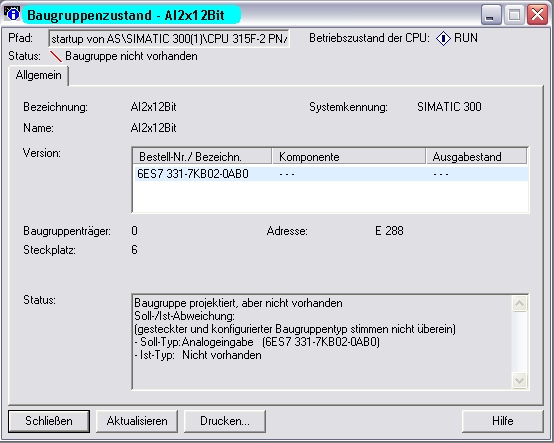 Baugruppenzustand - AI2x12Bit
Pfad: startup von AS\SIMATIC 300(1)\CPU 315F-2 PN/ Betriebszustand der CPU: RUN
Status: Baugruppe nicht vorhanden
Allgemein
Bezeichnung: AI2x12Bit Systemkennung: SIMATIC 300
Name: AI2x12Bit
Version:
Bestell-Nr./ Bezeichn. Komponente Ausgabestand
6ES7 331-7KB02-0AB0 - - - - - -
Baugruppenträger: 0 Adresse: E 288
Steckplatz: 6
Status:
Baugruppe projektiert, aber nicht vorhanden
Soll-/Ist-Abweichung:
(gesteckter und konfigurierter Baugruppentyp stimmen nicht überein)
- Soll-Typ: Analogeingabe (6ES7 331-7KB02-0AB0)
- Ist-Typ: Nicht vorhanden
Schließen Aktualisieren Drucken... Hilfe